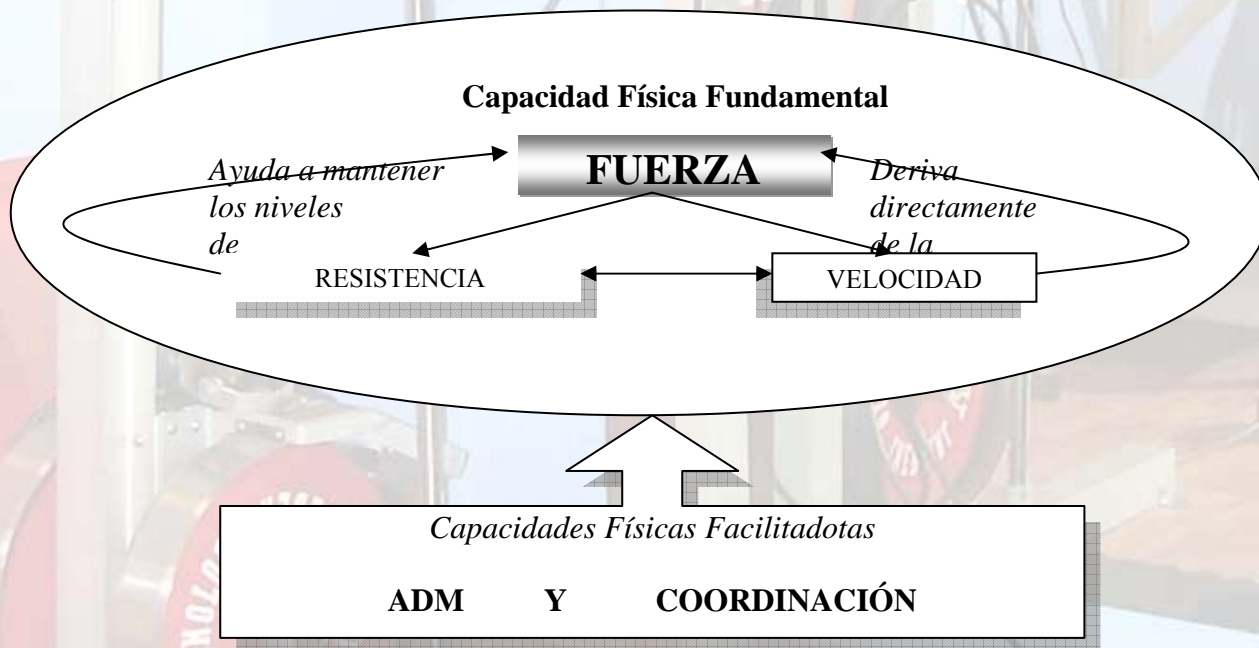 Capacidad Física Fundamental
FUERZA
Ayuda a mantener
los niveles
de
Deriva
directamente
de la
RESISTENCIA
VELOCIDAD
Capacidades Físicas Facilitadotas
ADM Y COORDINACIÓN